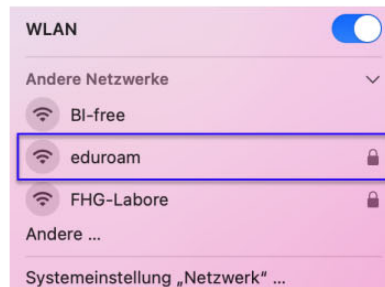 WLAN
Andere Netzwerke
BI-free
eduroam
FHG-Labore
Andere ...
Systemeinstellung „Netzwerk“ ...